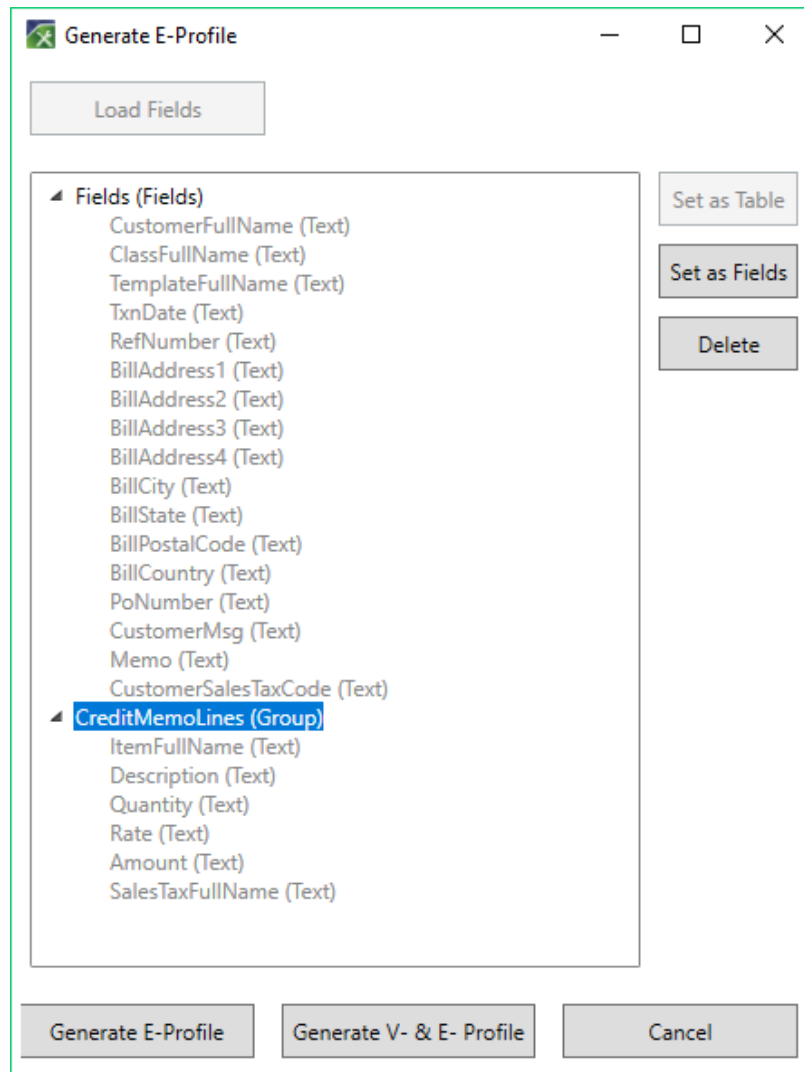 Generate E-Profile
Load Fields
Fields (Fields)
CustomerFullName (Text)
ClassFullName (Text)
TemplateFullName (Text)
TxnDate (Text)
RefNumber (Text)
BillAddress1 (Text)
BillAddress2 (Text)
BillAddress3 (Text)
BillAddress4 (Text)
BillCity (Text)
BillState (Text)
BillPostalCode (Text)
BillCountry (Text)
PoNumber (Text)
CustomerMsg (Text)
Memo (Text)
CustomerSalesTaxCode (Text)
CreditMemoLines (Group)
ItemFullName (Text)
Description (Text)
Quantity (Text)
Rate (Text)
Amount (Text)
SalesTaxFullName (Text)
Set as Table
Set as Fields
Delete
Generate E-Profile
Generate V- & E- Profile
Cancel